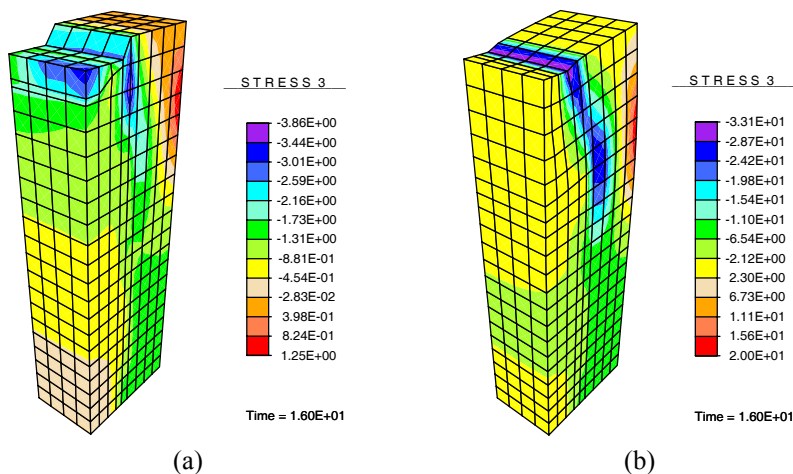 STRESS 3
-3.86E+00
-3.44E+00
-3.01E+00
-2.59E+00
-2.16E+00
-1.73E+00
-1.31E+00
-8.81E-01
-4.54E-01
-2.83E-02
3.98E-01
8.24E-01
1.25E+00
Time = 1.60E+01
(a)
STRESS 3
-3.31E+01
-2.87E+01
-2.42E+01
-1.98E+01
-1.54E+01
-1.10E+01
-6.54E+00
-2.12E+00
2.30E+00
6.73E+00
1.11E+01
1.56E+01
2.00E+01
Time = 1.60E+01
(b)